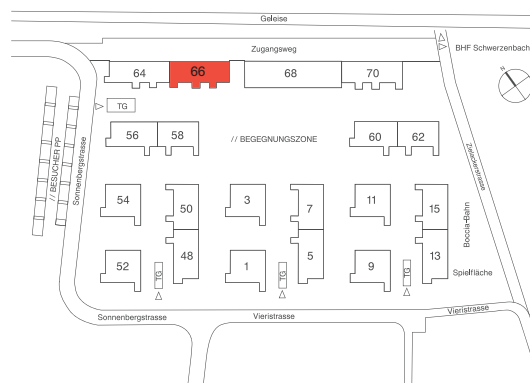 Geleise
Zugangsweg
BHF Schwerzenbach
N
64
66
68
70
TG
// BESUCHER PP
Sonnenbergstrasse
56
58
// BEGEGNUNGSZONE
60
62
Zielackerstrasse
54
50
3
7
11
15
Boccia-Bahn
52
48
1
5
9
13
TG
TG
TG
Spielfläche
Sonnenbergstrasse
Vieristrasse
Vieristrasse